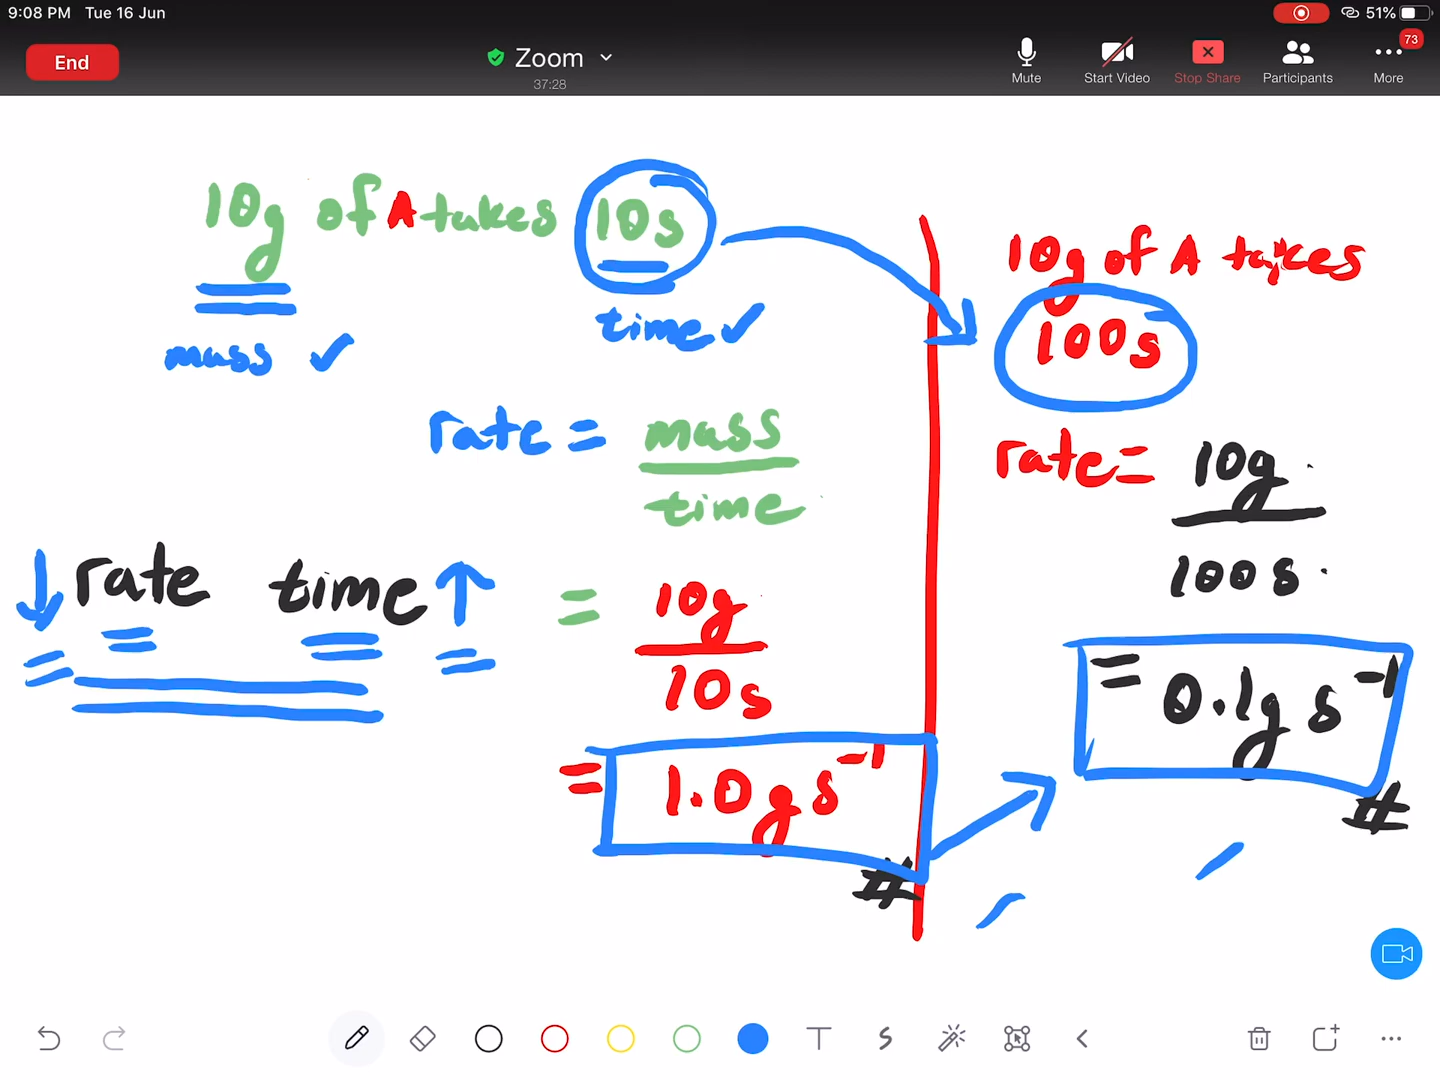 9:08 PM Tue 16 Jun
51%
End
Zoom
37:28
Mute
Start Video
Stop Share
Participants
73
More
10g of A takes 10s
mass ✓
time ✓
rate = mass
time
↓ rate time ↑
= 10g
10s
= 1.0 g s⁻¹
#
10g of A takes
100s
rate = 10g
100s
= 0.1g s⁻¹
#
T